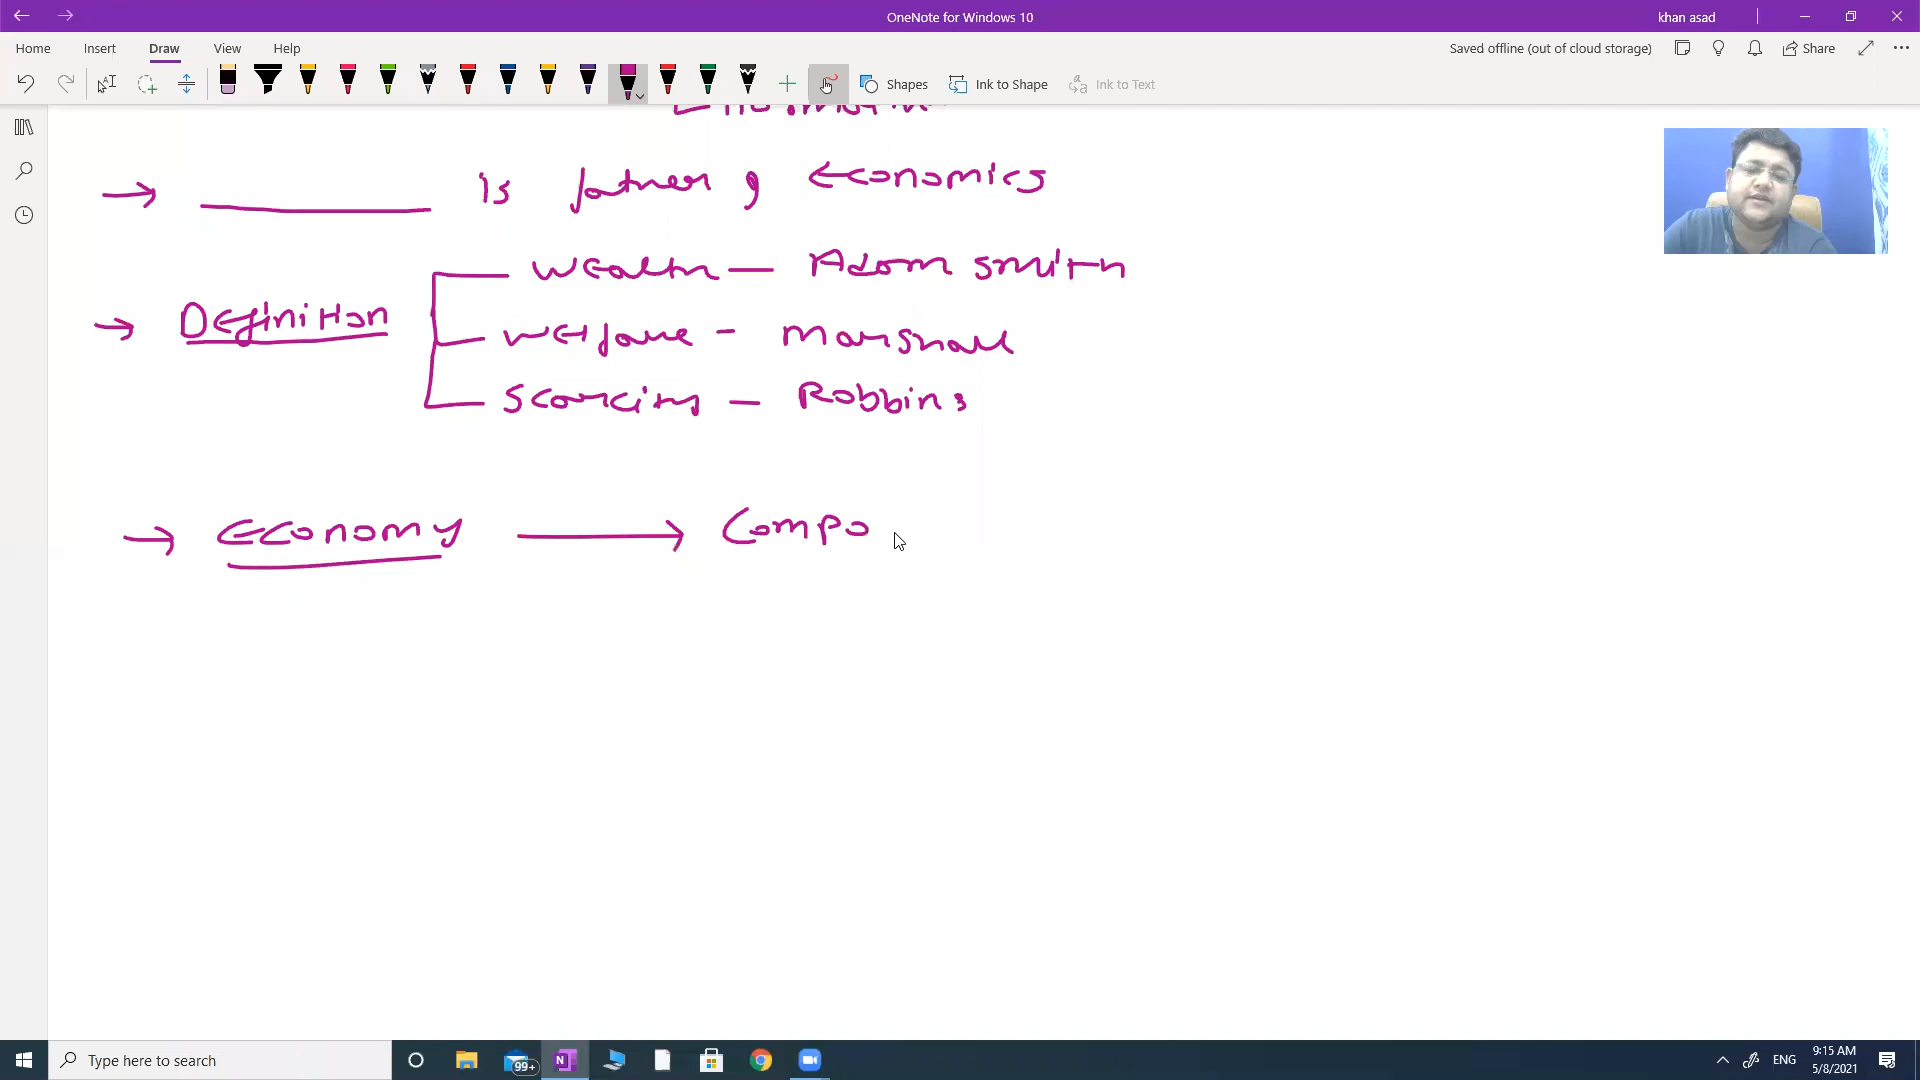 OneNote for Windows 10
khan asad
Home Insert Draw View Help
Saved offline (out of cloud storage) Share
Shapes Ink to Shape Ink to Text
→ ________ is father of Economics
wealth — Adam smith
→ Definition
welfare - marshall
scarcity — Robbins
→ Economy → Compo
Type here to search
99+
ENG
9:15 AM
5/8/2021